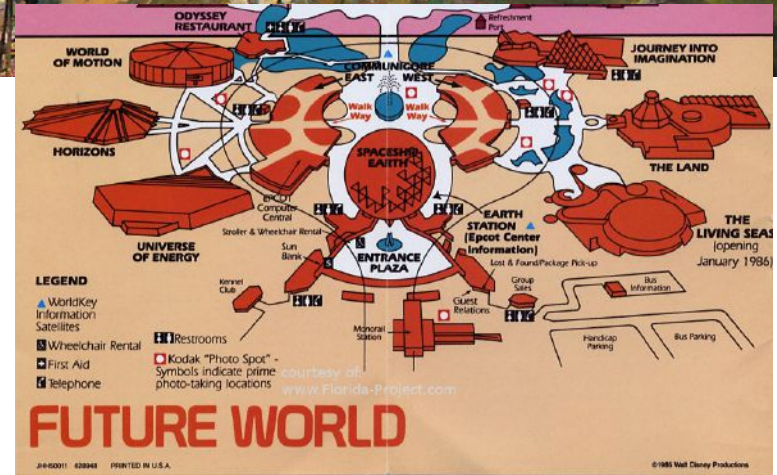 ODYSSEY
RESTAURANT
Refreshment
Port
WORLD
OF MOTION
COMMUNICORE
EAST WEST
JOURNEY INTO
IMAGINATION
Walk
Way
Walk
Way
HORIZONS
SPACESHIP
EARTH
THE LAND
EPCOT
Computer
Central
Stroller & Wheelchair Rental
EARTH
STATION
(Epcot Center
Information)
Lost & Found/Package Pick-up
THE
LIVING SEAS
(opening
January 1986)
UNIVERSE
OF ENERGY
Sun
Bank
ENTRANCE
PLAZA
Kennel
Club
Group
Sales
Bus
Information
Guest
Relations
Monorail
Station
Handicap
Parking
Bus Parking
LEGEND
WorldKey
Information
Satellites
Wheelchair Rental
First Aid
Telephone
Restrooms
Kodak "Photo Spot" -
Symbols indicate prime
photo-taking locations
courtesy of:
www.Florida-Project.com
FUTURE WORLD
PRINTED IN U.S.A.
Walt Disney Productions